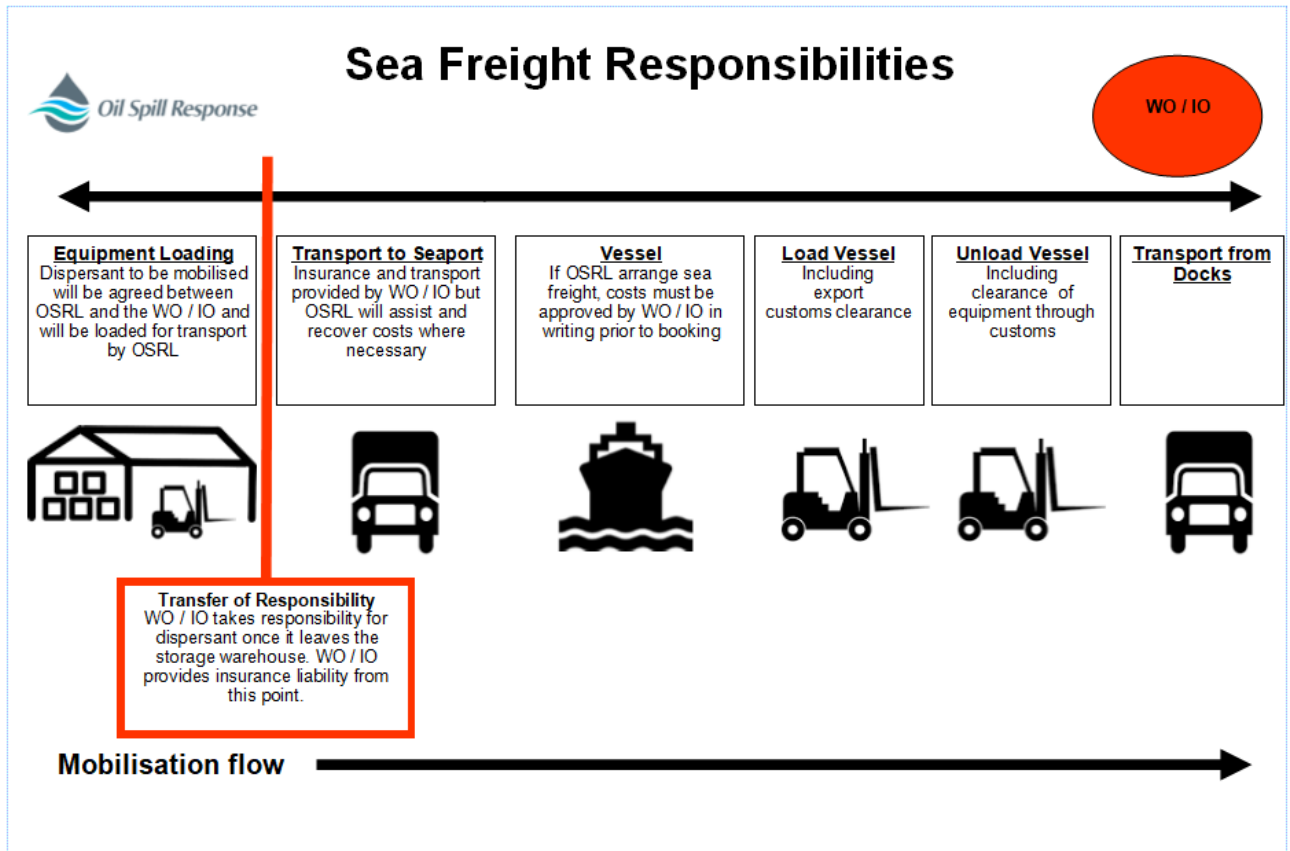 Sea Freight Responsibilities
Oil Spill Response
WO / IO
Equipment Loading
Dispersant to be mobilised
will be agreed between
OSRL and the WO / IO and
will be loaded for transport
by OSRL
Transport to Seaport
Insurance and transport
provided by WO / IO but
OSRL will assist and
recover costs where
necessary
Vessel
If OSRL arrange sea
freight, costs must be
approved by WO / IO in
writing prior to booking
Load Vessel
Including
export
customs clearance
Unload Vessel
Including
clearance of
equipment through
customs
Transport from
Docks
Transfer of Responsibility
WO / IO takes responsibility for
dispersant once it leaves the
storage warehouse. WO / IO
provides insurance liability from
this point.
Mobilisation flow